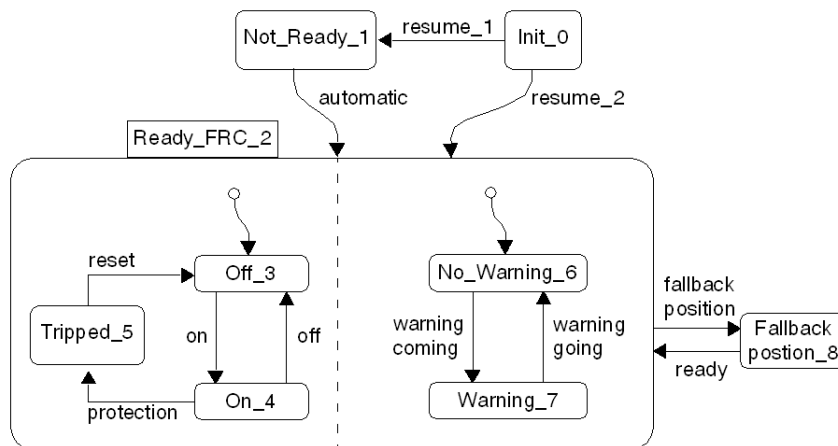 Not_Ready_1
resume_1
Init_0
automatic
resume_2
Ready_FRC_2
reset
Off_3
No_Warning_6
fallback
position
Tripped_5
on
off
warning
coming
warning
going
Fallback
postion_8
ready
protection
On_4
Warning_7